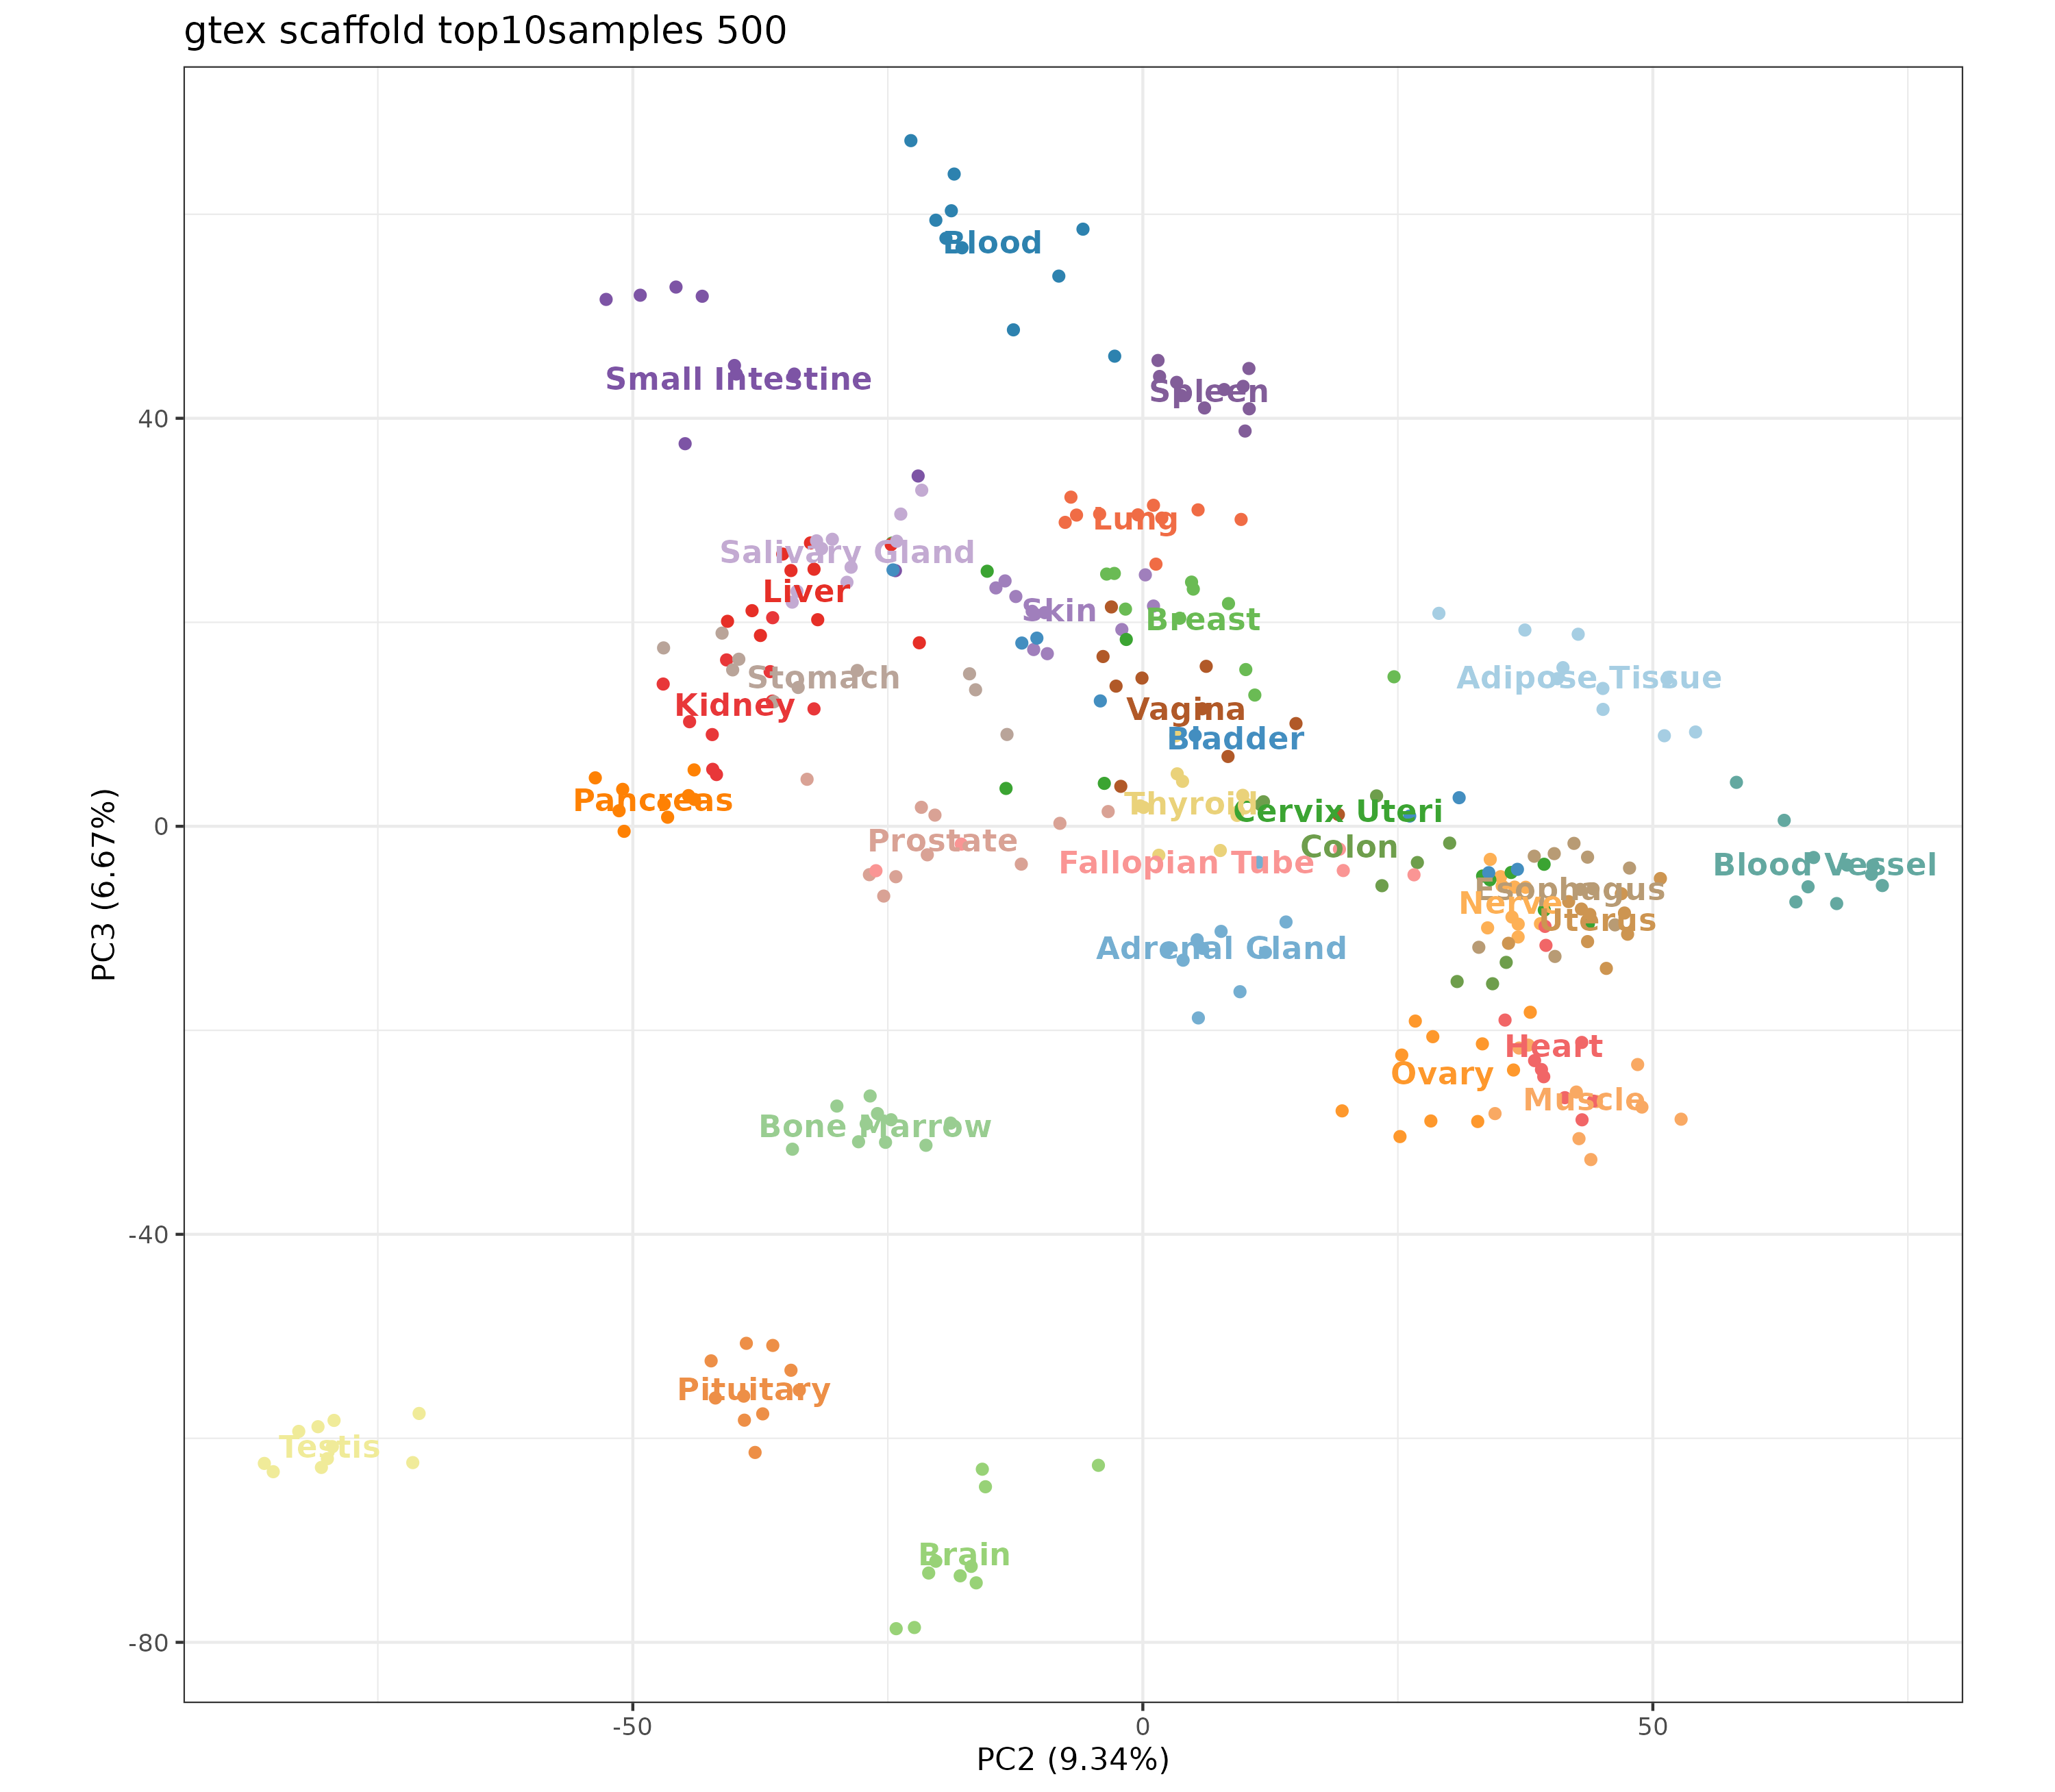 gtex scaffold top10samples 500
Blood
Small Intestine
Spleen
40
Lung
Salivary Gland
Liver
Skin
Breast
Stomach
Adipose Tissue
Kidney
Vagina
Bladder
Pancreas
Thyroid
Cervix Uteri
0
Prostate
Colon
Fallopian Tube
Blood Vessel
Esophagus
Nerve
Uterus
PC3 (6.67%)
Adrenal Gland
Heart
Ovary
Muscle
Bone Marrow
-40
Pituitary
Testis
Brain
-80
-50
0
50
PC2 (9.34%)